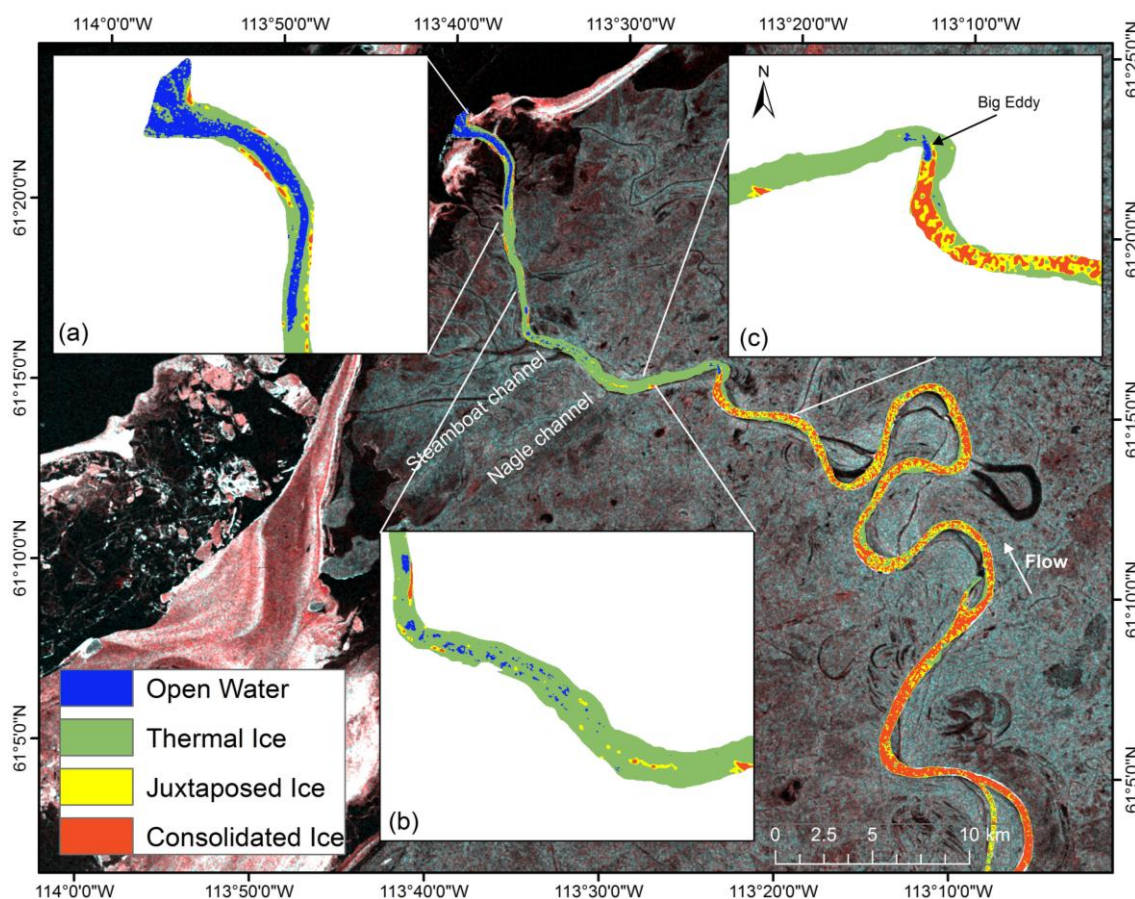 114°0'0"W 113°50'0"W 113°40'0"W 113°30'0"W 113°20'0"W 113°10'0"W
61°25'0"N
61°20'0"N
61°15'0"N
61°10'0"N
61°5'0"N
61°20'0"N
61°15'0"N
61°10'0"N
61°5'0"N
(a)
N
Big Eddy
(c)
Steamboat channel
Nagle channel
(b)
Flow
Open Water
Thermal Ice
Juxtaposed Ice
Consolidated Ice
0 2.5 5 10 km
114°0'0"W 113°50'0"W 113°40'0"W 113°30'0"W 113°20'0"W 113°10'0"W